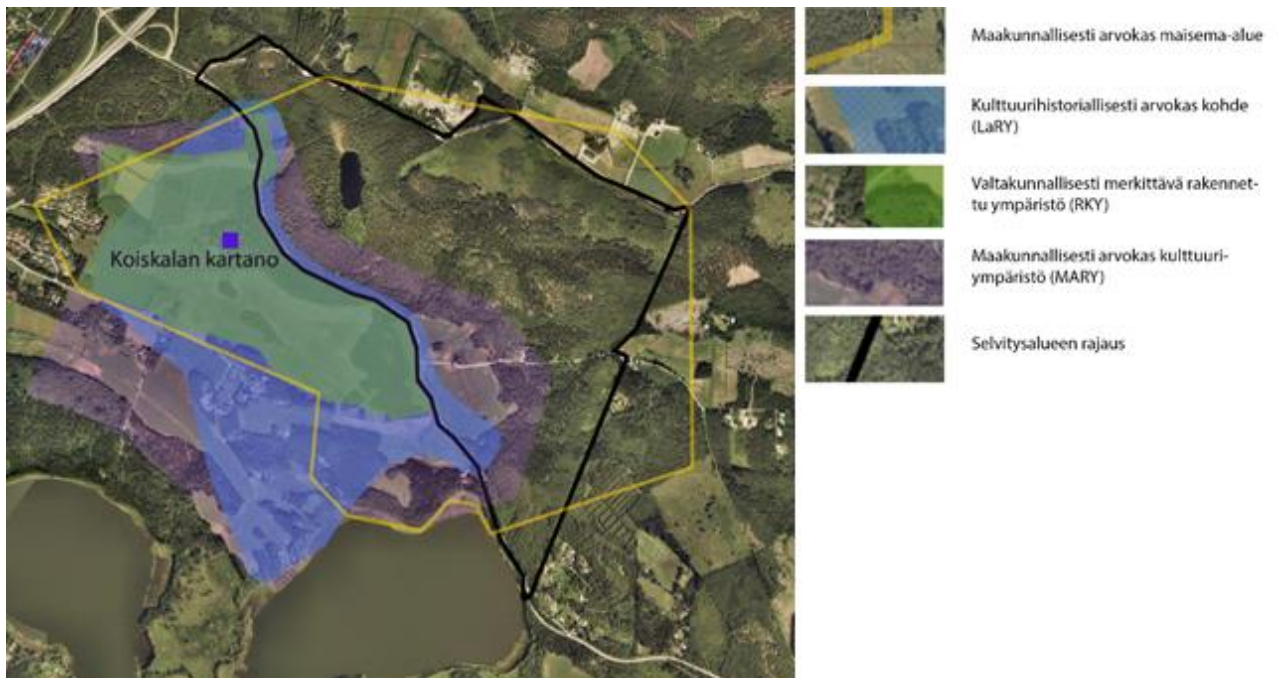 Koiskalan kartano
Maakunnallisesti arvokas maisema-alue
Kulttuurihistoriallisesti arvokas kohde
(LaRY)
Valtakunnallisesti merkittävä rakennet-
tu ympäristö (RKY)
Maakunnallisesti arvokas kulttuuri-
ympäristö (MARY)
Selvitysalueen rajaus